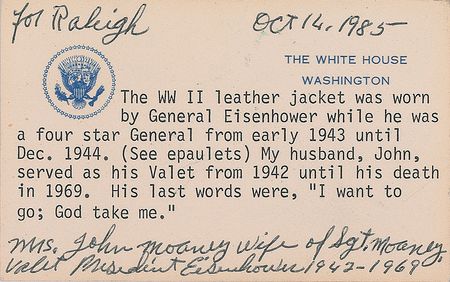 For Raleigh Oct 14, 1985
THE WHITE HOUSE
WASHINGTON
The WW II leather jacket was worn
by General Eisenhower while he was
a four star General from early 1943 until
Dec. 1944. (See epaulets) My husband, John,
served as his Valet from 1942 until his death
in 1969. His last words were, "I want to
go; God take me."
Mrs. John Moaney wife of Sgt. Moaney,
Valet President Eisenhower 1942-1969